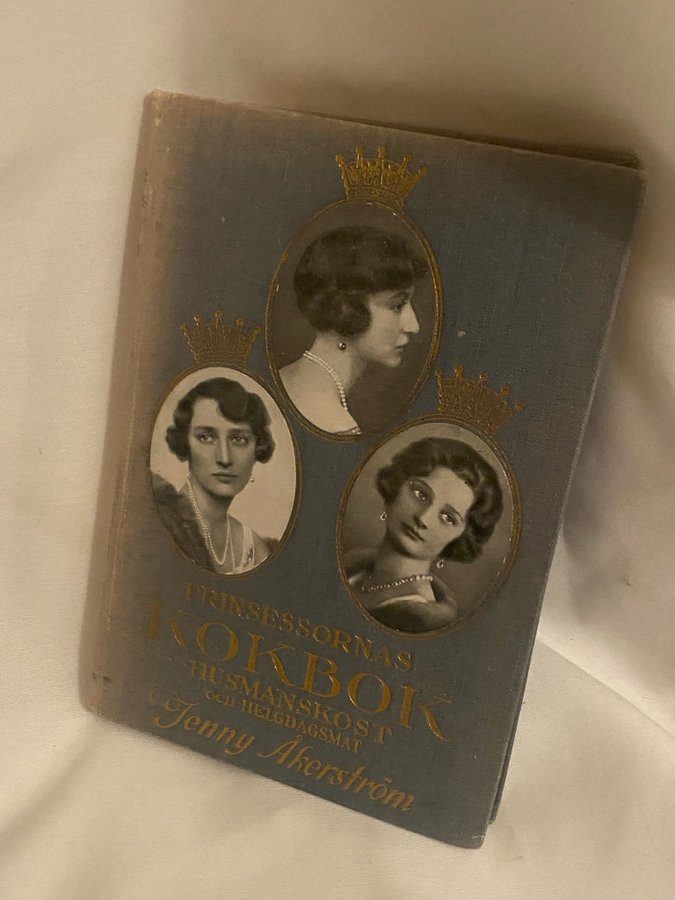 PRINSESSORNAS
KOKBOK
HUSMANSKOST
OCH HELGDAGSMAT
Jenny Åkerström